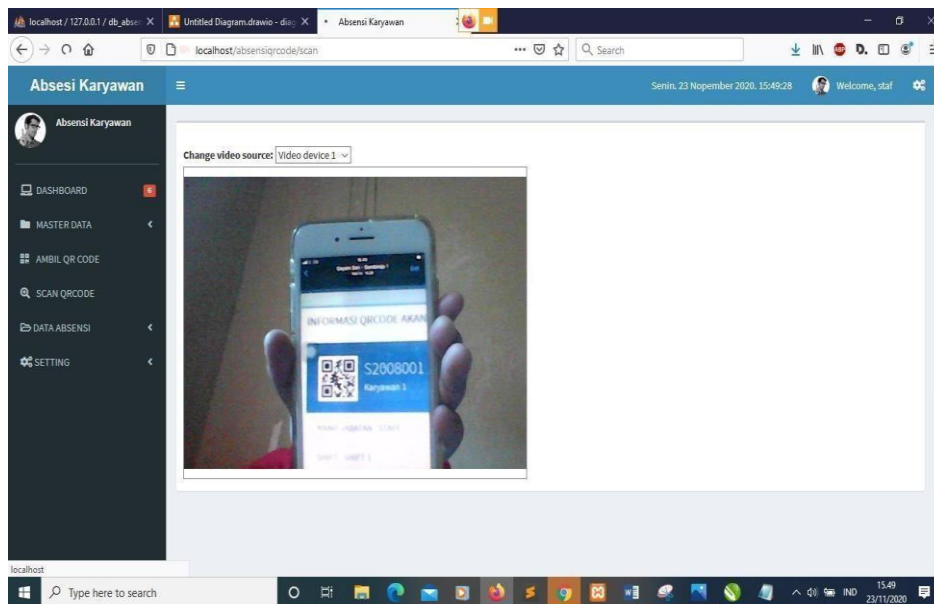 localhost / 127.0.0.1 / db_absen
Untitled Diagram.drawio - diag
Absensi Karyawan
localhost/absensiqrcode/scan
Search
Absesi Karyawan
Senin. 23 Nopember 2020. 15:49:28
Welcome, staf
Absensi Karyawan
Change video source: Video device 1
DASHBOARD 6
MASTER DATA
AMBIL QR CODE
SCAN QRCODE
DATA ABSENSI
SETTING
INFORMASI QRCODE AKAN
S2008001
Karyawan 1
SHIFT 1
localhost
Type here to search
IND
15.49
23/11/2020